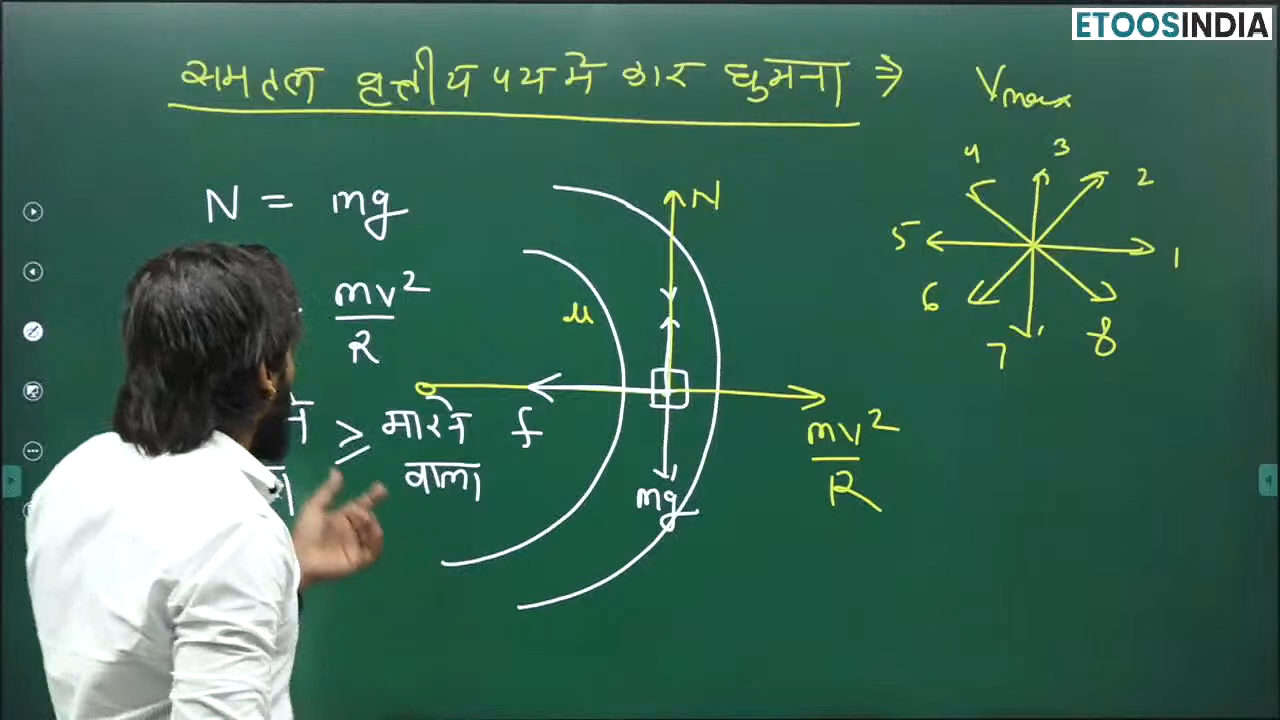 ETOOSINDIA
समतल वृत्तीय पथ में कार घुमना ⇒ Vmax
N = mg
mv²
R
≥ मारने
वाला
f
μ
N
mg
mv²
R
4 3 2
5 1
6 7 8